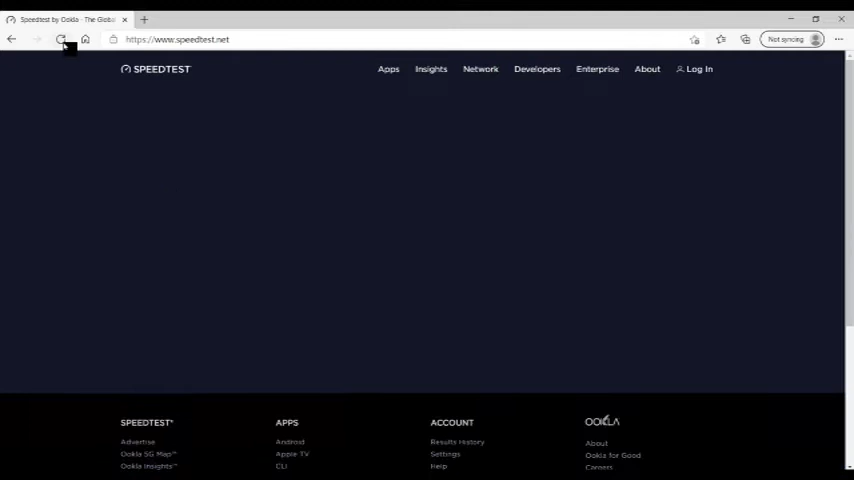 Speedtest by Ookla - The Globa
Not syncing
https://www.speedtest.net
SPEEDTEST
Apps
Insights
Network
Developers
Enterprise
About
Log In
SPEEDTEST®
APPS
ACCOUNT
OOKLA
Advertise
Android
Results History
About
Ookla 5G Map™
Apple TV
Settings
Ookla for Good
Ookla Insights™
CLI
Help
Careers